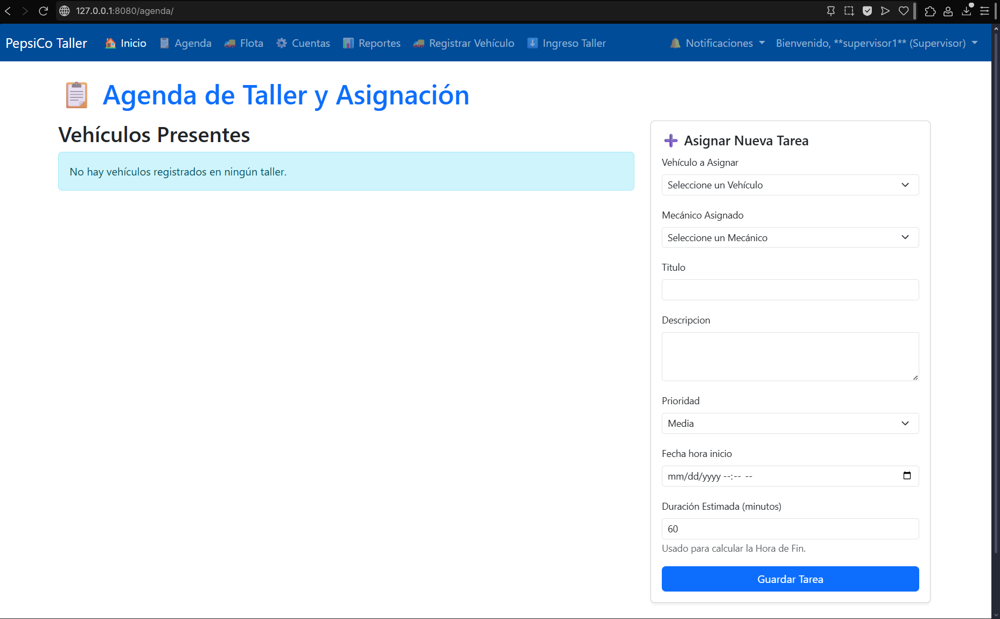 127.0.0.1:8080/agenda/
PepsiCo Taller Inicio Agenda Flota Cuentas Reportes Registrar Vehículo Ingreso Taller Notificaciones Bienvenido, **supervisor1** (Supervisor)
Agenda de Taller y Asignación
Vehículos Presentes
No hay vehículos registrados en ningún taller.
Asignar Nueva Tarea
Vehículo a Asignar
Seleccione un Vehículo
Mecánico Asignado
Seleccione un Mecánico
Titulo
Descripcion
Prioridad
Media
Fecha hora inicio
mm/dd/yyyy --:-- --
Duración Estimada (minutos)
60
Usado para calcular la Hora de Fin.
Guardar Tarea